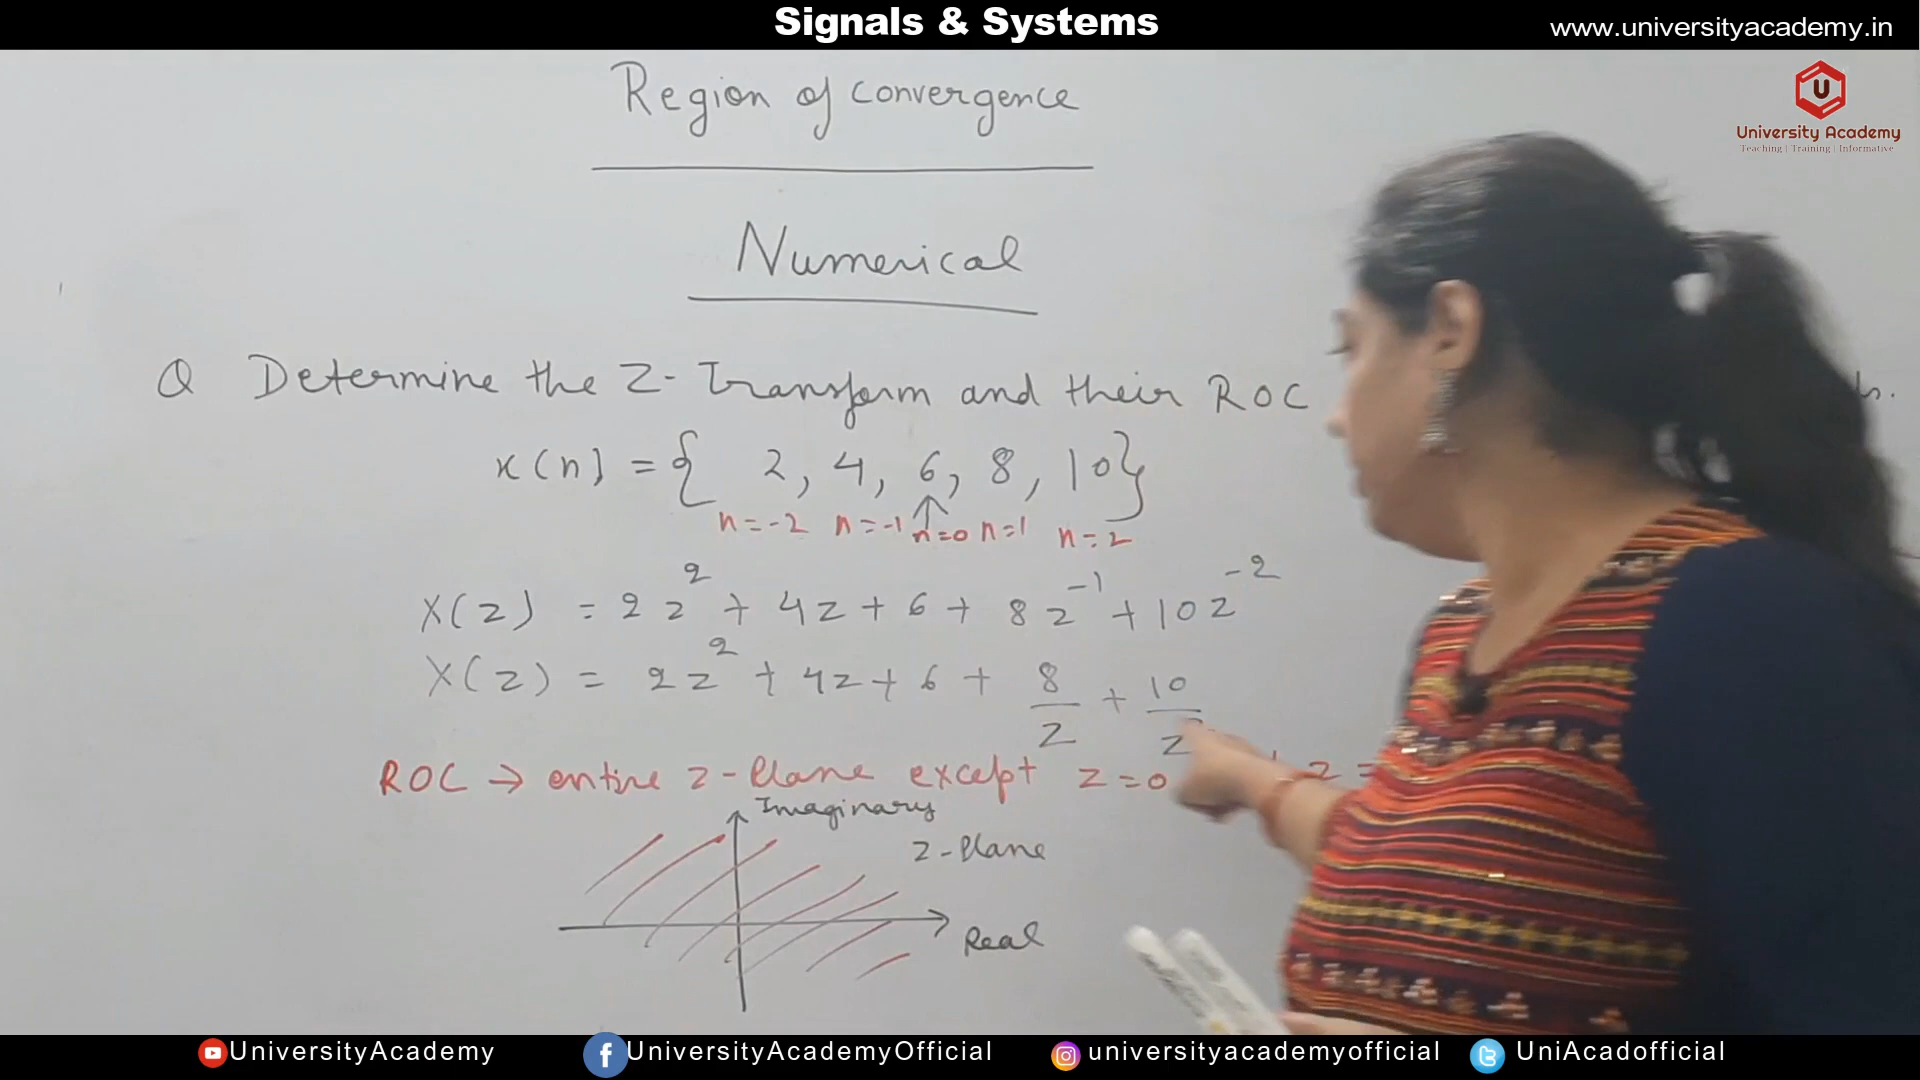 Signals & Systems
www.universityacademy.in
U
University Academy
Teaching | Training | Informative
Region of convergence
Numerical
Q Determine the Z-Transform and their ROC
x(n) = { 2, 4, 6, 8, 10}
n=-2 n=-1 n=0 n=1 n=2
X(z) = 2z² + 4z + 6 + 8z⁻¹ + 10z⁻²
X(z) = 2z² + 4z + 6 + 8/z + 10/z
ROC → entire z-Plane except z=0 z=
Imaginary
Z-Plane
Real
UniversityAcademy
UniversityAcademyOfficial
universityacademyofficial
UniAcadofficial